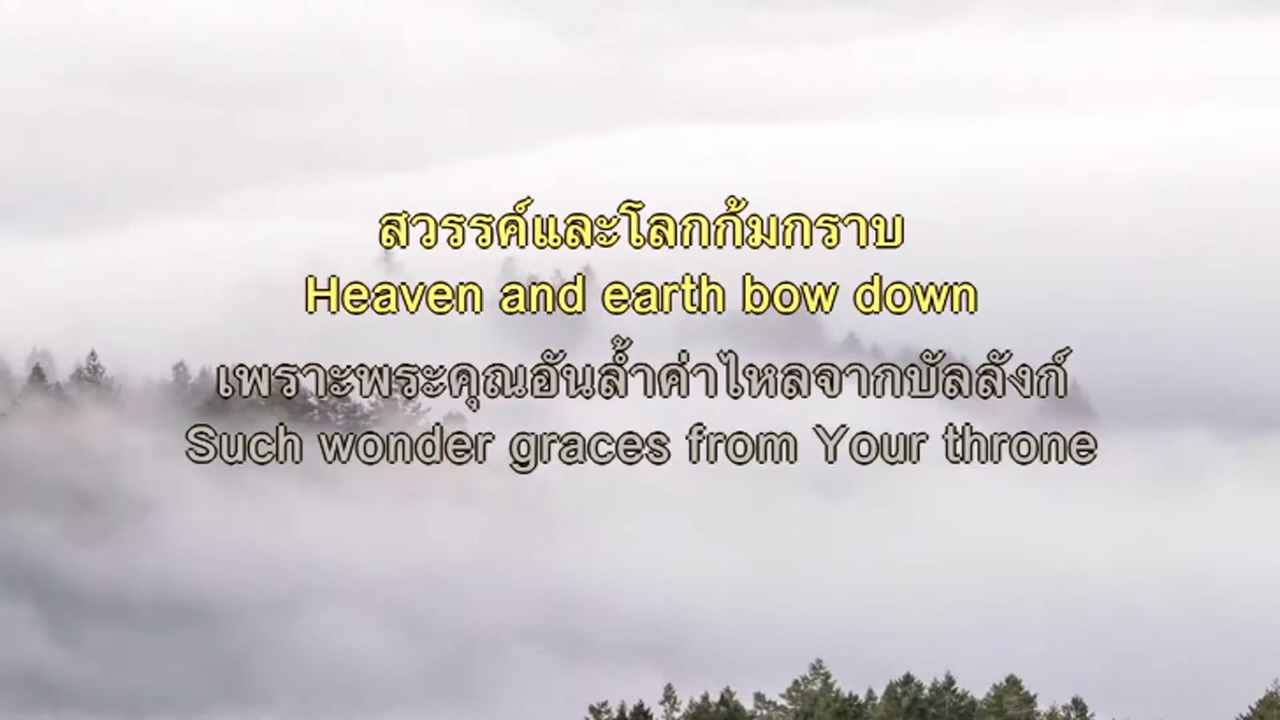 สวรรค์และโลกก้มกราบ
Heaven and earth bow down
เพราะพระคุณอันล้ำค่าไหลจากบัลลังก์
Such wonder graces from Your throne